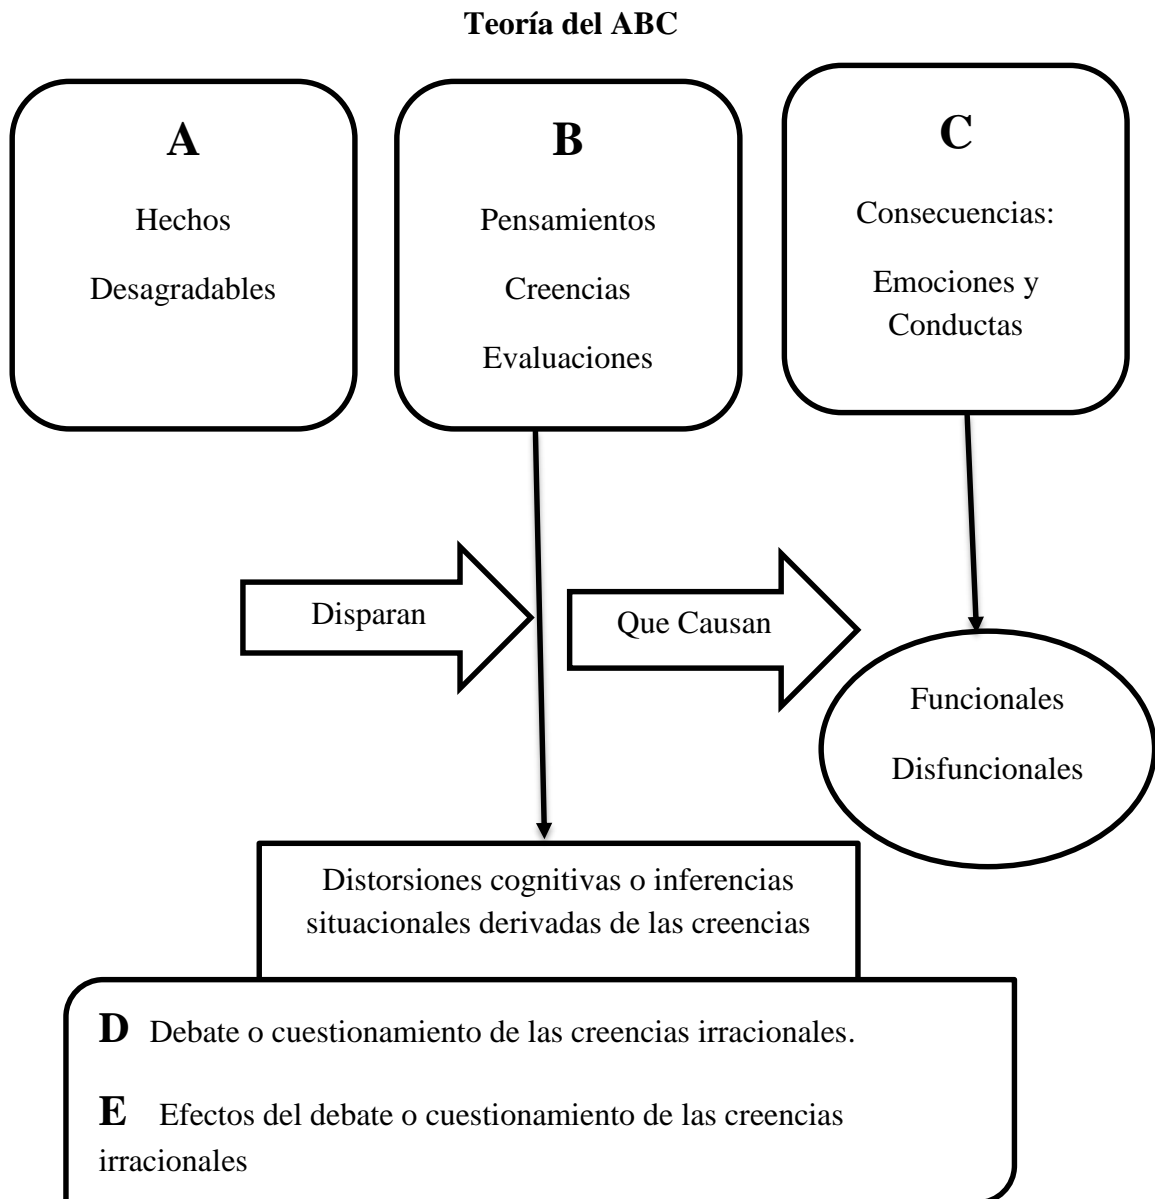 Teoría del ABC
A
Hechos
Desagradables
B
Pensamientos
Creencias
Evaluaciones
C
Consecuencias:
Emociones y
Conductas
Disparan
Que Causan
Funcionales
Disfuncionales
Distorsiones cognitivas o inferencias
situacionales derivadas de las creencias
D Debate o cuestionamiento de las creencias irracionales.
E Efectos del debate o cuestionamiento de las creencias
irracionales